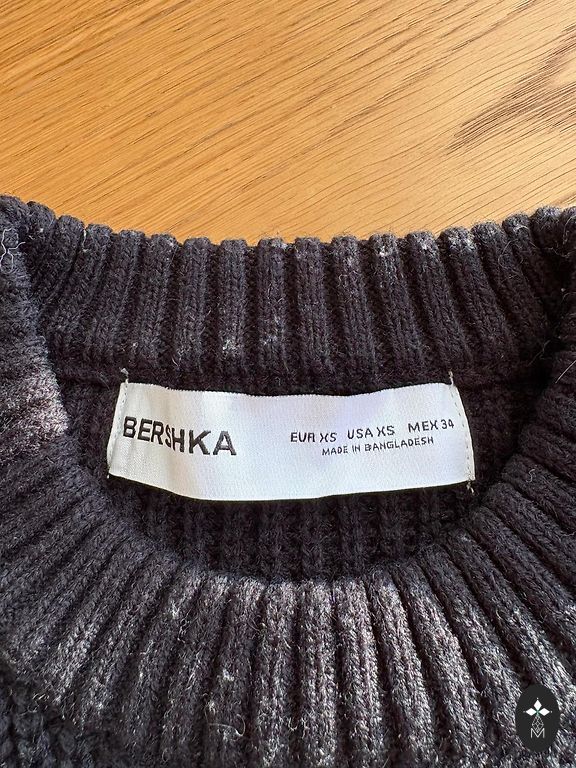 BERSHKA
EUR XS USA XS MEX 34
MADE IN BANGLADESH
M